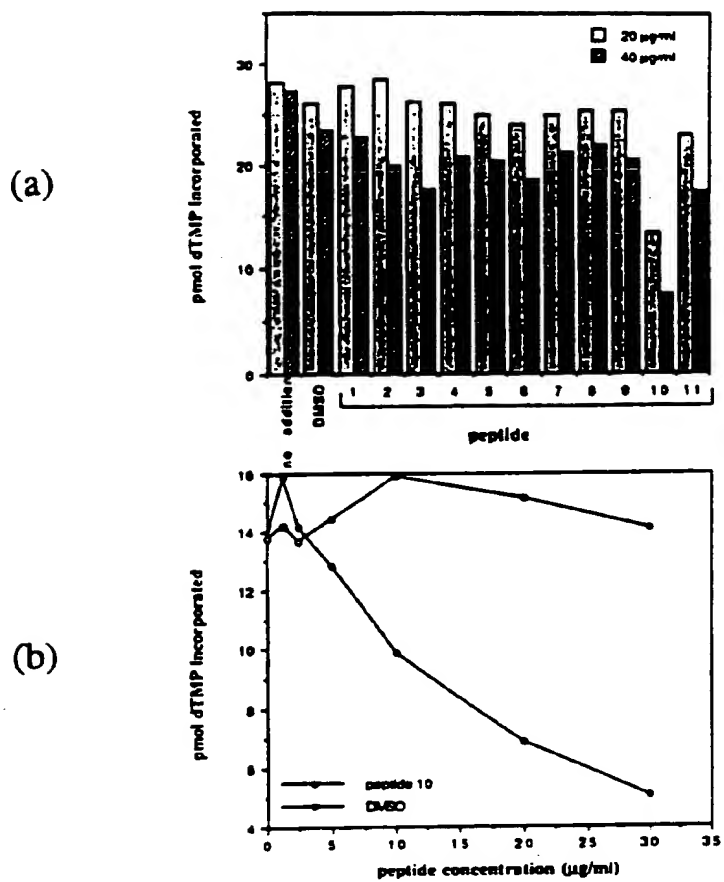 (a)
pmol dTMP Incorporated
30
20
10
0
20 µg/ml
40 µg/ml
no additive
DMSO
1 2 3 4 5 6 7 8 9 10 11
peptide
(b)
pmol dTMP Incorporated
16
14
12
10
8
6
4
peptide 10
DMSO
0 5 10 15 20 25 30 35
peptide concentration (µg/ml)